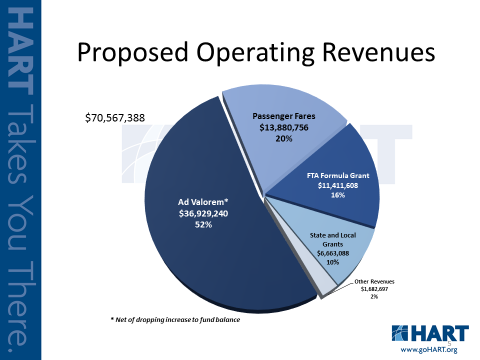 HART Takes You There.
Proposed Operating Revenues
$70,567,388
Passenger Fares
$13,880,756
20%
FTA Formula Grant
$11,411,608
16%
Ad Valorem*
$36,929,240
52%
State and Local
Grants
$6,663,088
10%
Other Revenues
$1,682,697
2%
* Net of dropping increase to fund balance
HART
5
www.goHART.org